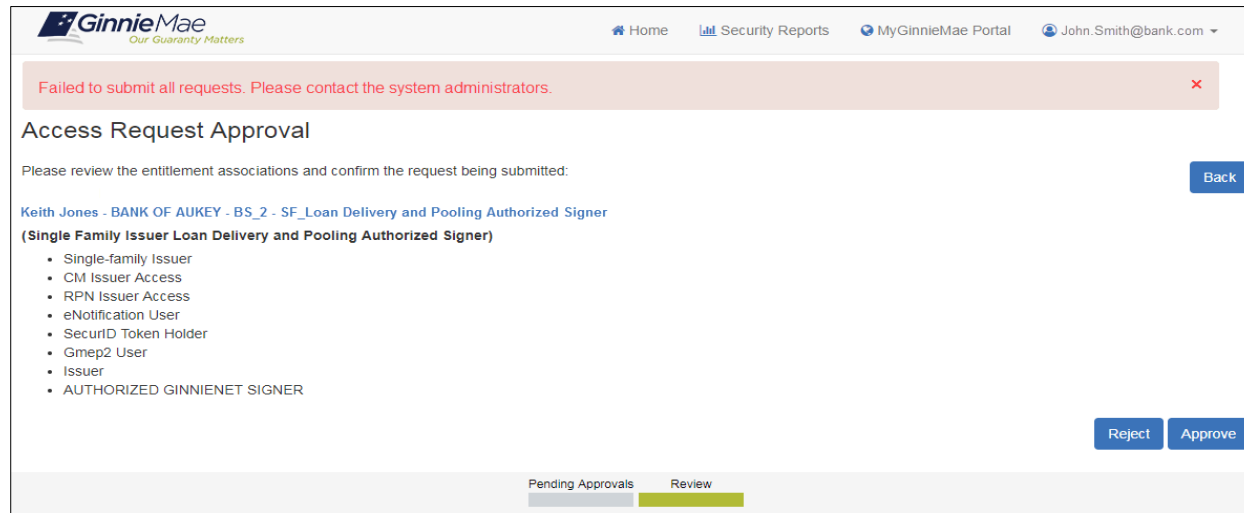 GinnieMae
Our Guaranty Matters
Home Security Reports MyGinnieMae Portal John.Smith@bank.com
Failed to submit all requests. Please contact the system administrators. ×
Access Request Approval
Please review the entitlement associations and confirm the request being submitted:
Back
Keith Jones - BANK OF AUKEY - BS_2 - SF_Loan Delivery and Pooling Authorized Signer
(Single Family Issuer Loan Delivery and Pooling Authorized Signer)
• Single-family Issuer
• CM Issuer Access
• RPN Issuer Access
• eNotification User
• SecurID Token Holder
• Gmep2 User
• Issuer
• AUTHORIZED GINNIENET SIGNER
Reject Approve
Pending Approvals Review